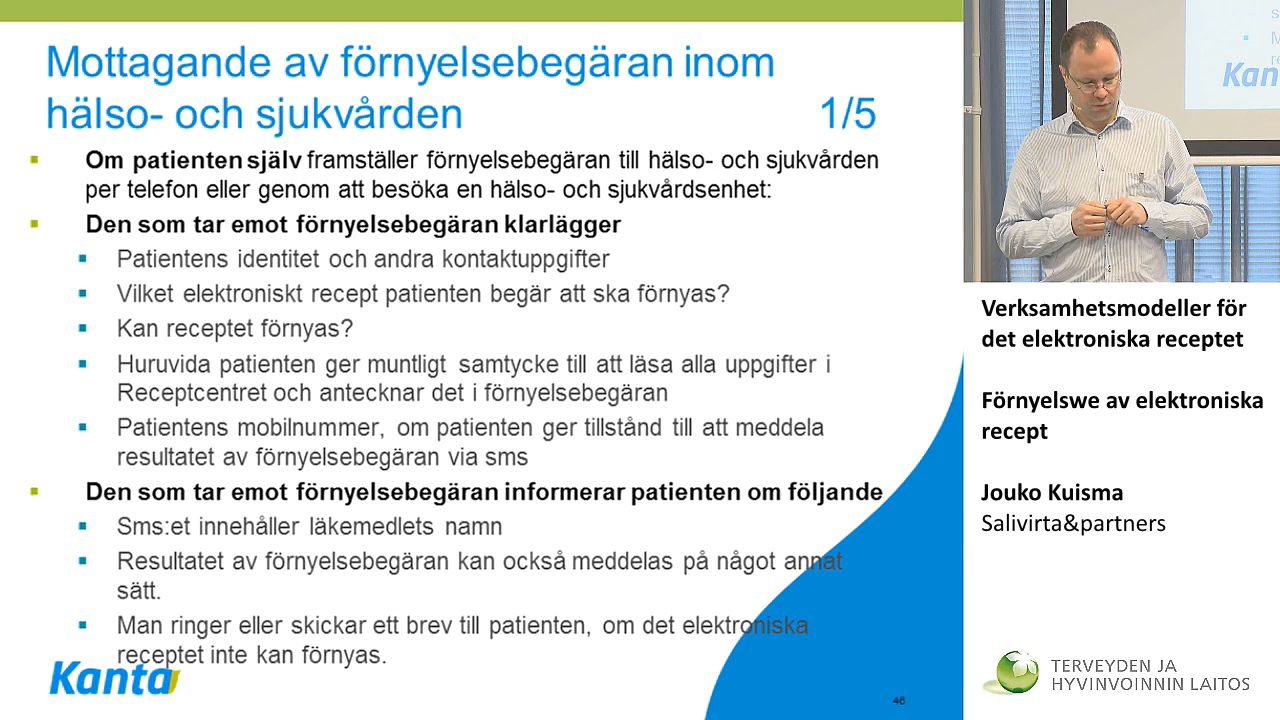 Mottagande av förnyelsebegäran inom
hälso- och sjukvården 1/5
Om patienten själv framställer förnyelsebegäran till hälso- och sjukvården
per telefon eller genom att besöka en hälso- och sjukvårdsenhet:
Den som tar emot förnyelsebegäran klarlägger
Patientens identitet och andra kontaktuppgifter
Vilket elektroniskt recept patienten begär att ska förnyas?
Kan receptet förnyas?
Huruvida patienten ger muntligt samtycke till att läsa alla uppgifter i
Receptcentret och antecknar det i förnyelsebegäran
Patientens mobilnummer, om patienten ger tillstånd till att meddela
resultatet av förnyelsebegäran via sms
Den som tar emot förnyelsebegäran informerar patienten om följande
Sms:et innehåller läkemedlets namn
Resultatet av förnyelsebegäran kan också meddelas på något annat
sätt.
Man ringer eller skickar ett brev till patienten, om det elektroniska
receptet inte kan förnyas.
Kanta
46
Verksamhetsmodeller för
det elektroniska receptet
Förnyelswe av elektroniska
recept
Jouko Kuisma
Salivirta&partners
TERVEYDEN JA
HYVINVOINNIN LAITOS